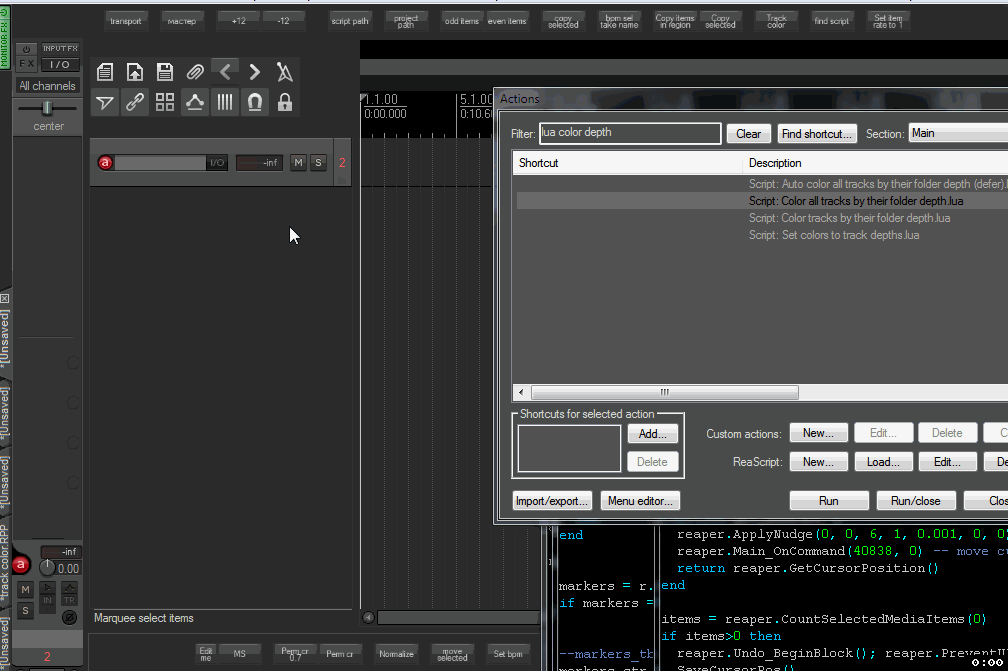 transport мастер +12 -12 script path project path odd items even items copy selected bpm sel take name Copy items in region Copy selected Track color find script Set item rate to 1
MONITOR FX
INPUT FX
FX I/O
All channels
center
1.1.00 5.1.00
0:00.000 0:10.6
a I/O -inf M S 2
Actions
Filter: lua color depth Clear Find shortcut... Section: Main
Shortcut Description
Script: Auto color all tracks by their folder depth (defer).l
Script: Color all tracks by their folder depth.lua
Script: Color tracks by their folder depth.lua
Script: Set colors to track depths.lua
Shortcuts for selected action
Add...
Delete
Custom actions: New... Edit... Delete C
ReaScript: New... Load... Edit... De
Import/export... Menu editor... Run Run/close Clos
*[Unsaved]
*[Unsaved]
*[Unsaved]
*track color.RPP
*[Unsaved]
-inf
a 0.00
M IN TR
S
2
Marquee select items
Edit me MS Perm cr 0.7 Perm cr Normalize move selected Set bpm
end
markers = r.
if markers =
--markers_tk
markers_str
reaper.ApplyNudge(0, 0, 6, 1, 0.001, 0, 0)
reaper.Main_OnCommand(40838, 0) -- move cu
return reaper.GetCursorPosition()
end
items = reaper.CountSelectedMediaItems(0)
if items>0 then
reaper.Undo_BeginBlock(); reaper.PreventU
SaveCursorPos()
0:00